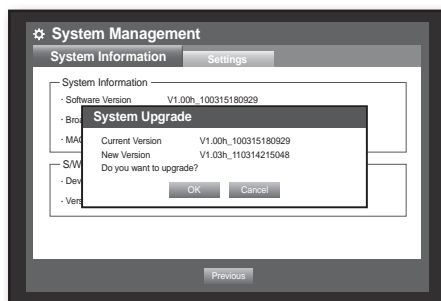 System Management
System Information
Settings
System Information
· Software Version V1.00h_100315180929
· Broa
· MAC
System Upgrade
Current Version V1.00h_100315180929
New Version V1.03h_110314215048
Do you want to upgrade?
OK Cancel
S/W
· Dev
· Vers
Previous